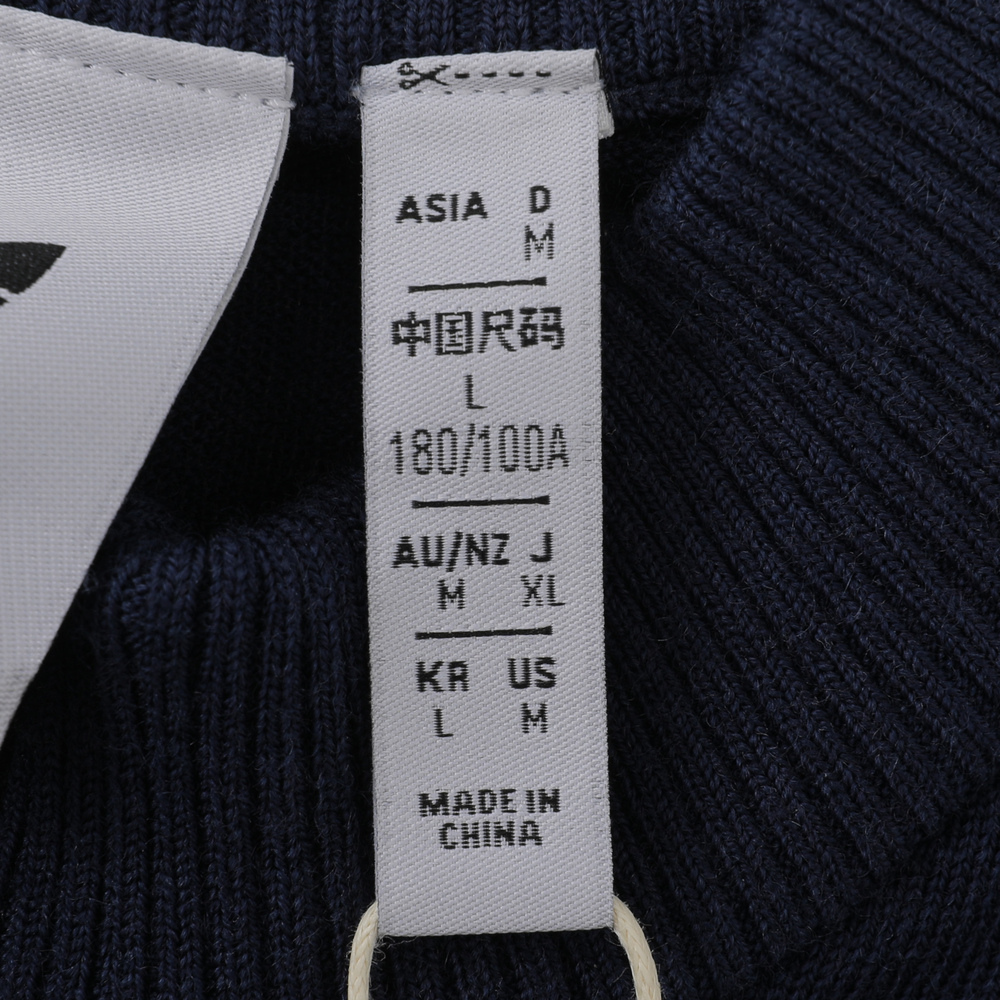 ASIA D
M
中国尺码
L
180/100A
AU/NZ J
M XL
KR US
L M
MADE IN
CHINA